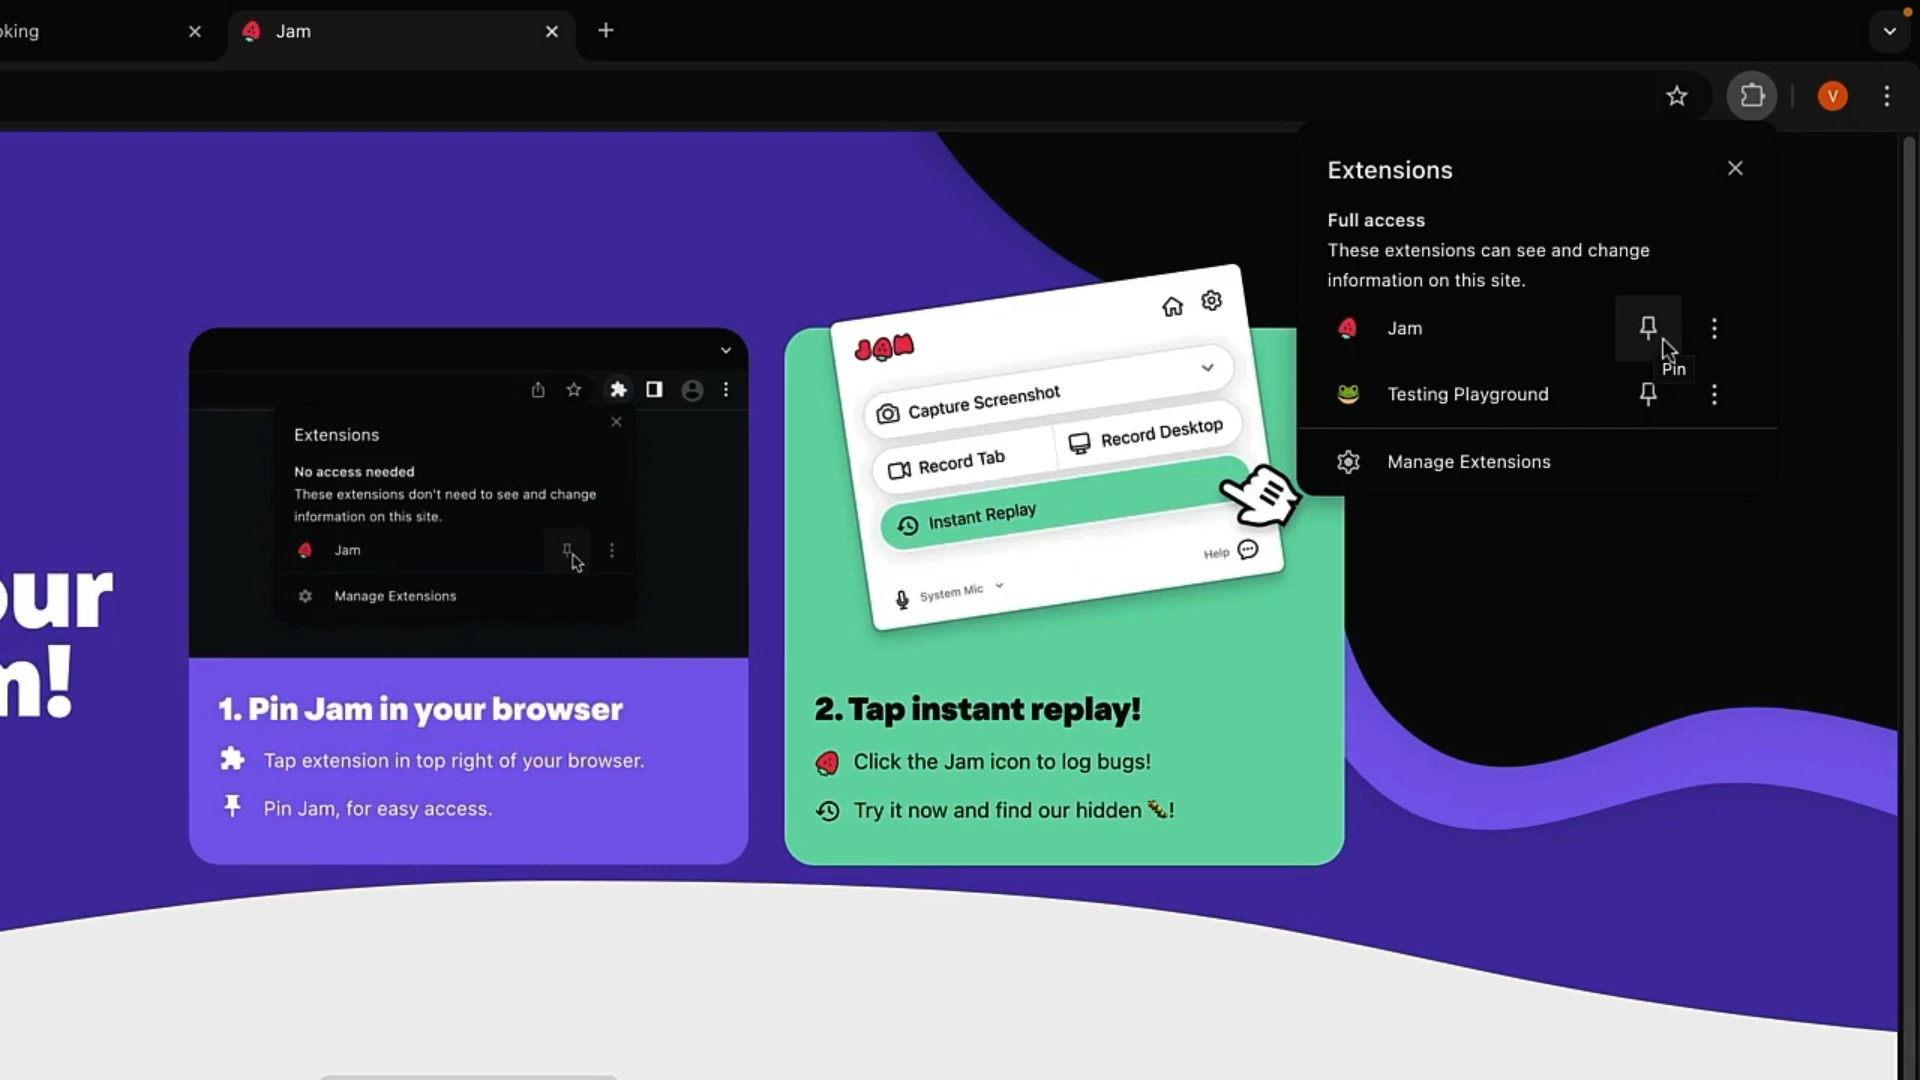 oking
Jam
V
Extensions
Full access
These extensions can see and change
information on this site.
Jam
Pin
Testing Playground
Manage Extensions
our
m!
Extensions
No access needed
These extensions don't need to see and change
information on this site.
Jam
Manage Extensions
1. Pin Jam in your browser
Tap extension in top right of your browser.
Pin Jam, for easy access.
JAM
Capture Screenshot
Record Tab
Record Desktop
Instant Replay
Help
System Mic
2. Tap instant replay!
Click the Jam icon to log bugs!
Try it now and find our hidden 🐛!